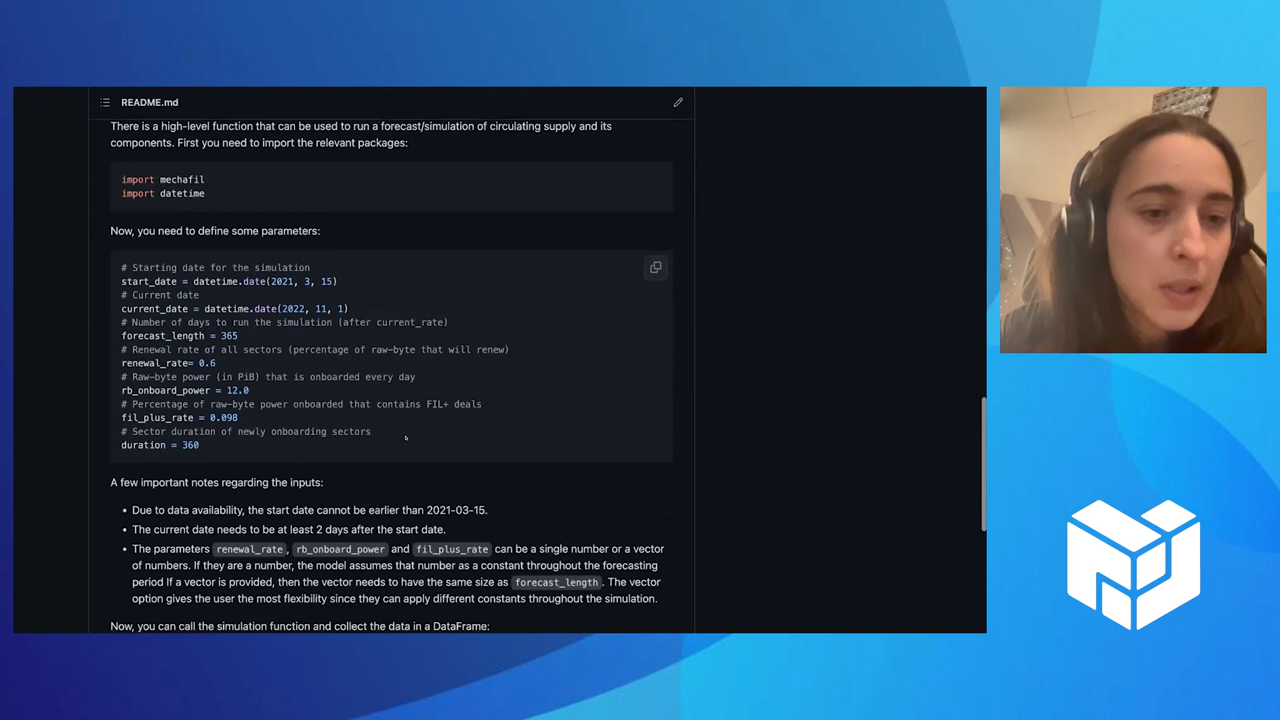 README.md
There is a high-level function that can be used to run a forecast/simulation of circulating supply and its
components. First you need to import the relevant packages:
import mechafil
import datetime
Now, you need to define some parameters:
# Starting date for the simulation
start_date = datetime.date(2021, 3, 15)
# Current date
current_date = datetime.date(2022, 11, 1)
# Number of days to run the simulation (after current_rate)
forecast_length = 365
# Renewal rate of all sectors (percentage of raw-byte that will renew)
renewal_rate= 0.6
# Raw-byte power (in PiB) that is onboarded every day
rb_onboard_power = 12.0
# Percentage of raw-byte power onboarded that contains FIL+ deals
fil_plus_rate = 0.098
# Sector duration of newly onboarding sectors
duration = 360
A few important notes regarding the inputs:
• Due to data availability, the start date cannot be earlier than 2021-03-15.
• The current date needs to be at least 2 days after the start date.
• The parameters renewal_rate, rb_onboard_power and fil_plus_rate can be a single number or a vector
of numbers. If they are a number, the model assumes that number as a constant throughout the forecasting
period If a vector is provided, then the vector needs to have the same size as forecast_length. The vector
option gives the user the most flexibility since they can apply different constants throughout the simulation.
Now, you can call the simulation function and collect the data in a DataFrame: